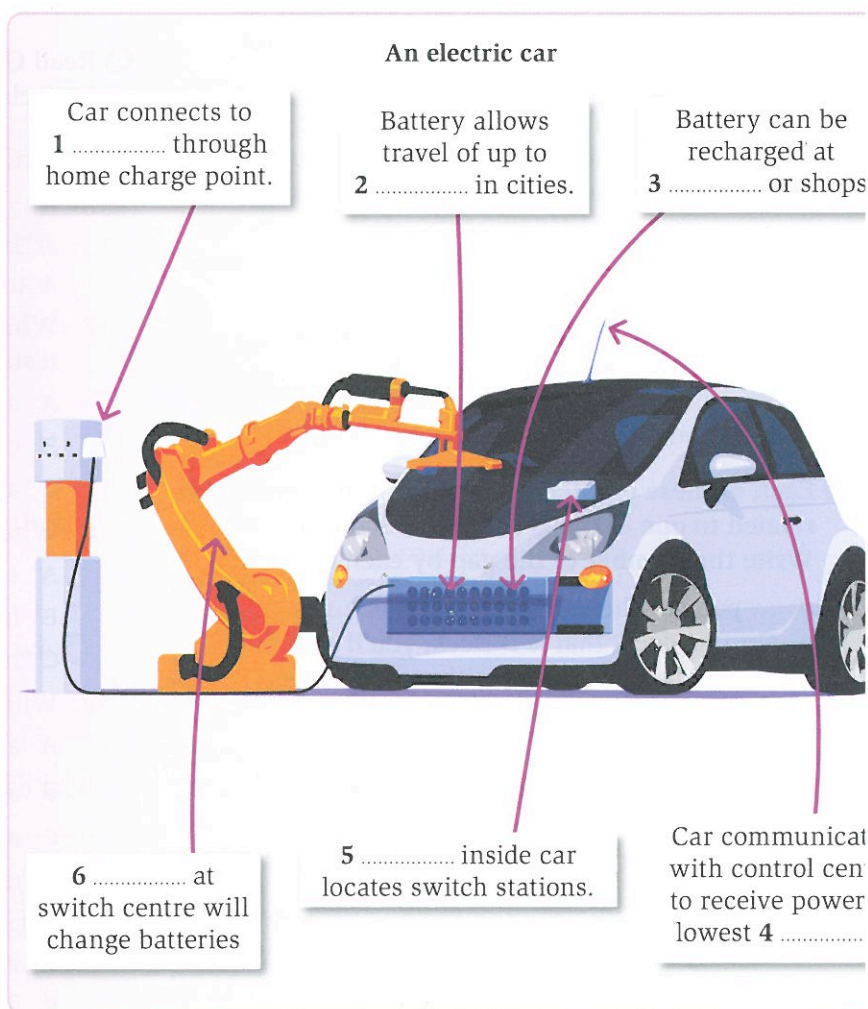 An electric car
Car connects to
1 ................ through
home charge point.
Battery allows
travel of up to
2 ................ in cities.
Battery can be
recharged at
3 ................ or shops
6 ................ at
switch centre will
change batteries
5 ................ inside car
locates switch stations.
Car communicat
with control cen
to receive power
lowest 4 ................